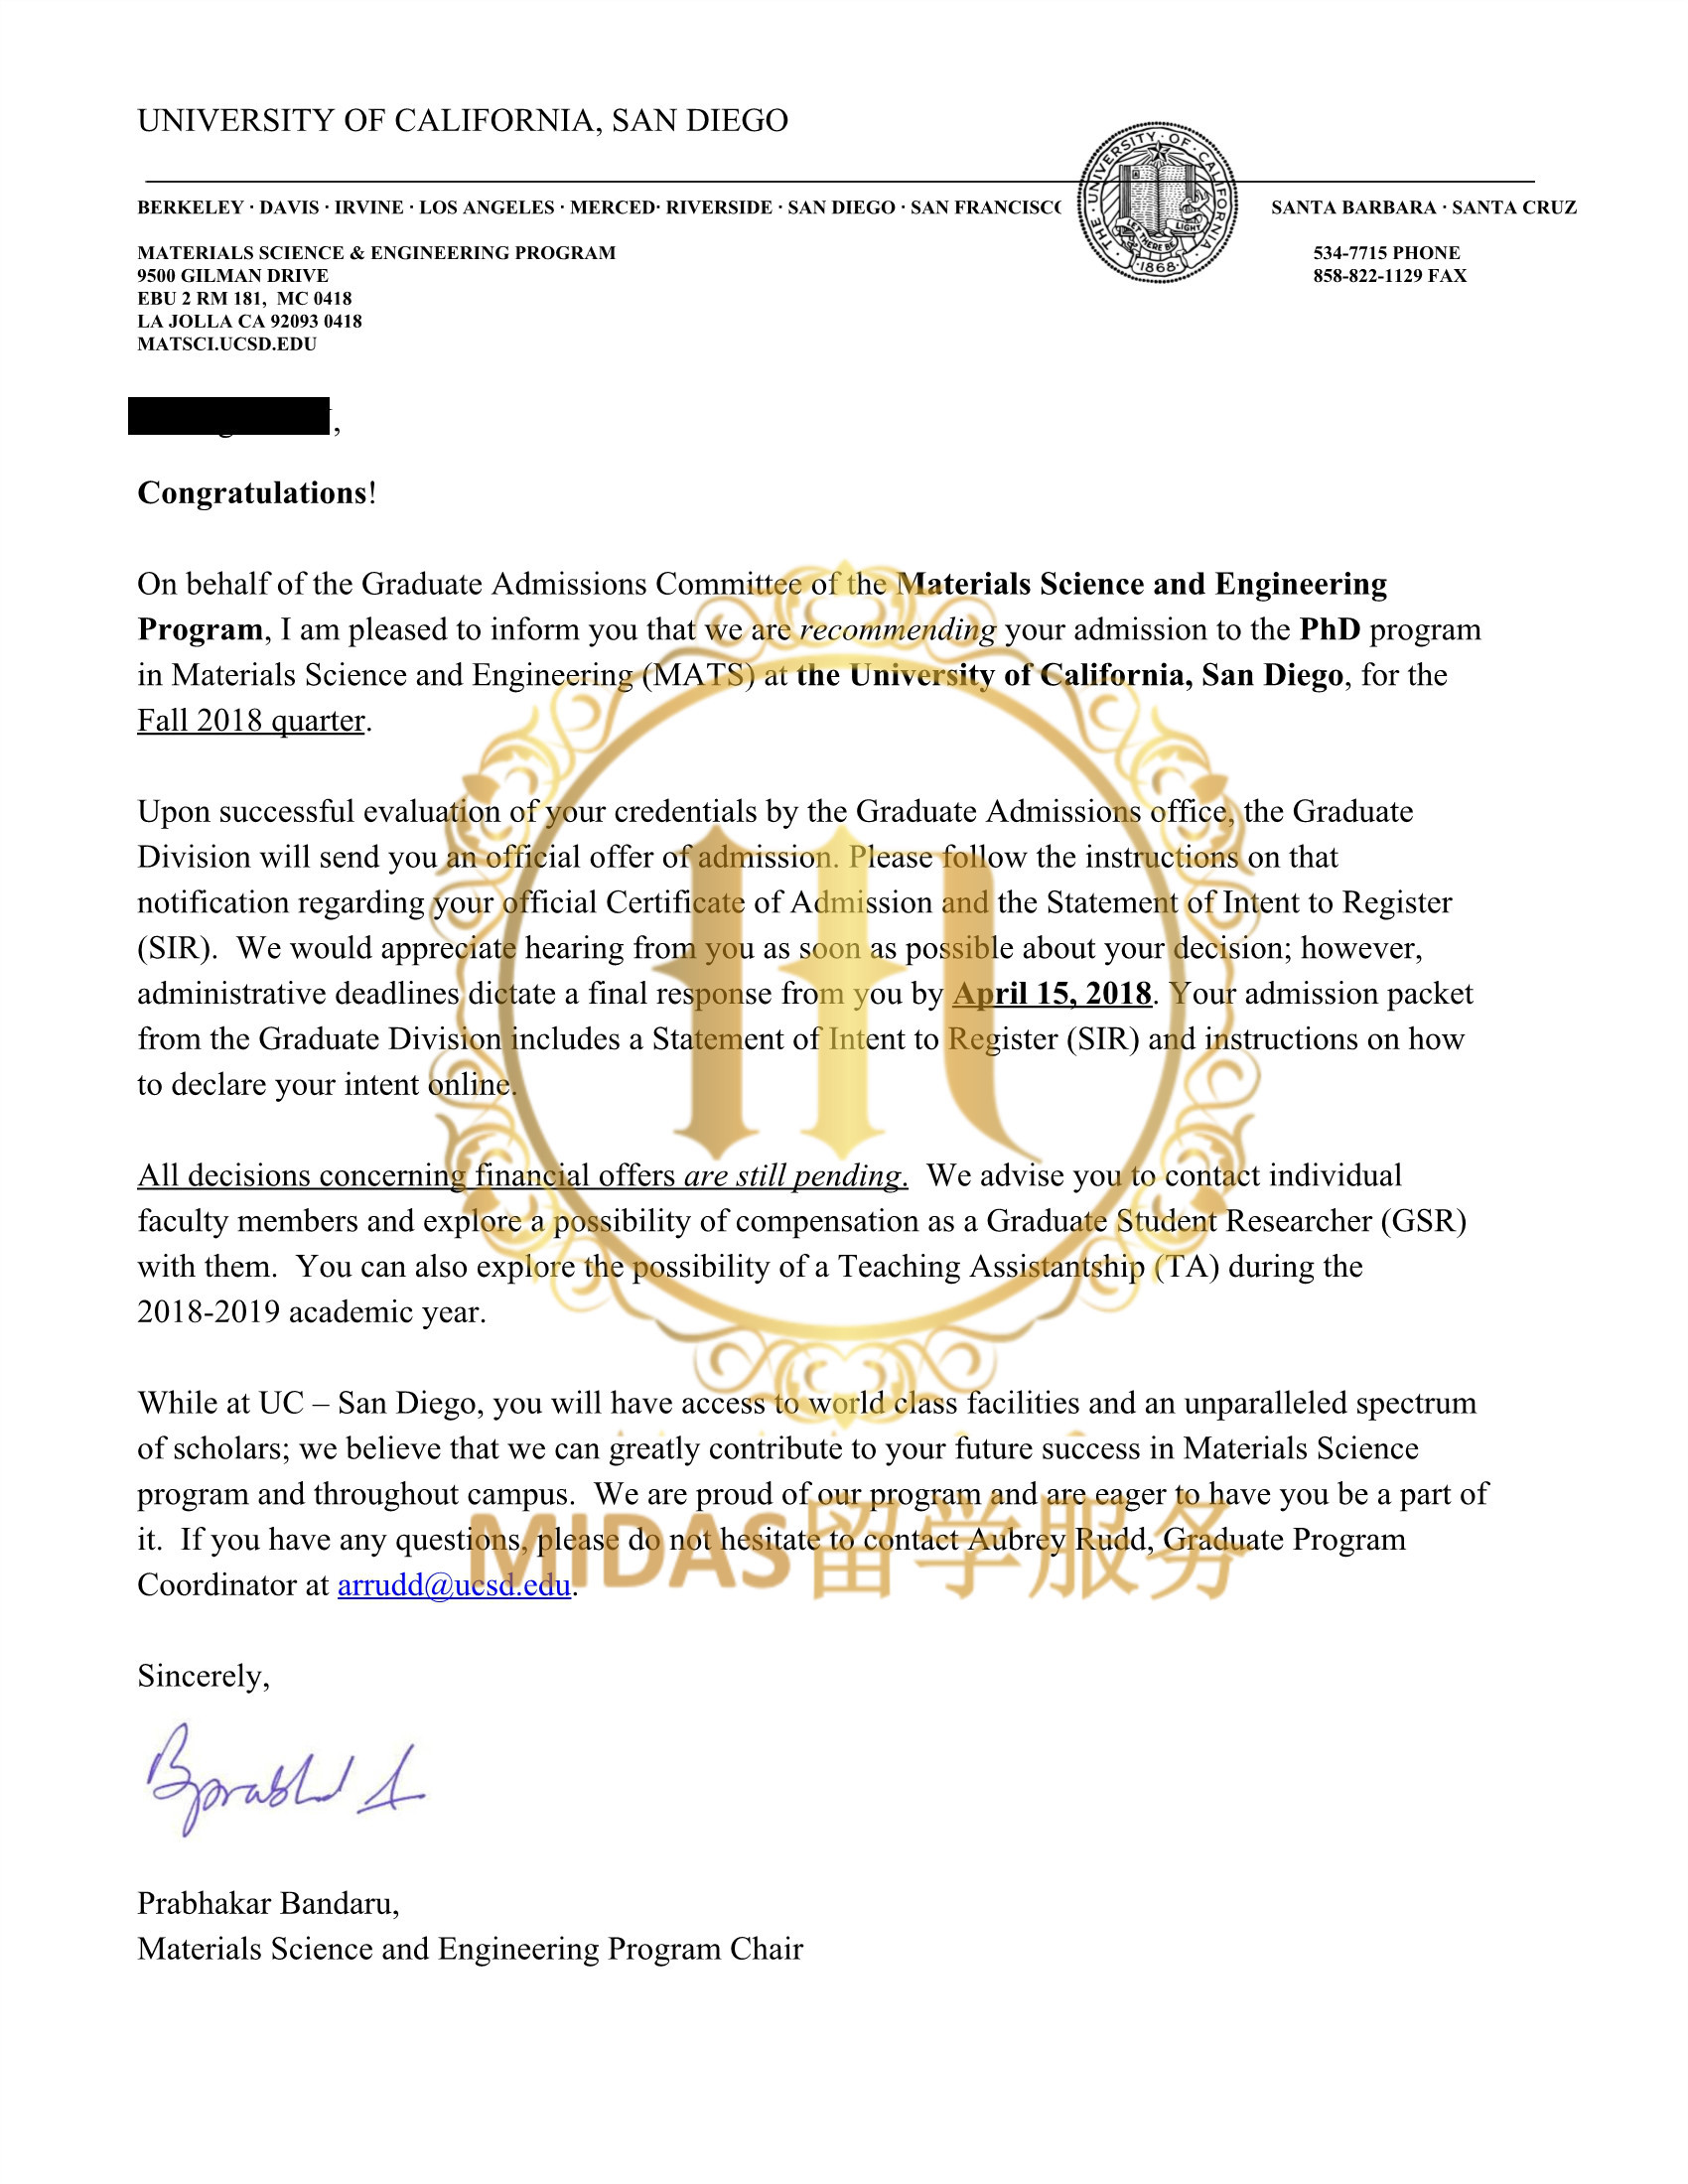 UNIVERSITY OF CALIFORNIA, SAN DIEGO
THE · UNIVERSITY · OF · CALIFORNIA · 1868 ·
LET THERE BE LIGHT
BERKELEY · DAVIS · IRVINE · LOS ANGELES · MERCED· RIVERSIDE · SAN DIEGO · SAN FRANCISC
SANTA BARBARA · SANTA CRUZ
MATERIALS SCIENCE & ENGINEERING PROGRAM
534-7715 PHONE
9500 GILMAN DRIVE
858-822-1129 FAX
EBU 2 RM 181, MC 0418
LA JOLLA CA 92093 0418
MATSCI.UCSD.EDU
,
Congratulations!
On behalf of the Graduate Admissions Committee of the Materials Science and Engineering
Program, I am pleased to inform you that we are recommending your admission to the PhD program
in Materials Science and Engineering (MATS) at the University of California, San Diego, for the
Fall 2018 quarter.
Upon successful evaluation of your credentials by the Graduate Admissions office, the Graduate
Division will send you an official offer of admission. Please follow the instructions on that
notification regarding your official Certificate of Admission and the Statement of Intent to Register
(SIR). We would appreciate hearing from you as soon as possible about your decision; however,
administrative deadlines dictate a final response from you by April 15, 2018. Your admission packet
from the Graduate Division includes a Statement of Intent to Register (SIR) and instructions on how
to declare your intent online.
All decisions concerning financial offers are still pending. We advise you to contact individual
faculty members and explore a possibility of compensation as a Graduate Student Researcher (GSR)
with them. You can also explore the possibility of a Teaching Assistantship (TA) during the
2018-2019 academic year.
While at UC – San Diego, you will have access to world class facilities and an unparalleled spectrum
of scholars; we believe that we can greatly contribute to your future success in Materials Science
program and throughout campus. We are proud of our program and are eager to have you be a part of
it. If you have any questions, please do not hesitate to contact Aubrey Rudd, Graduate Program
Coordinator at arrudd@ucsd.edu.
MIDAS留学服务
Sincerely,
Prabhakar Bandaru,
Materials Science and Engineering Program Chair